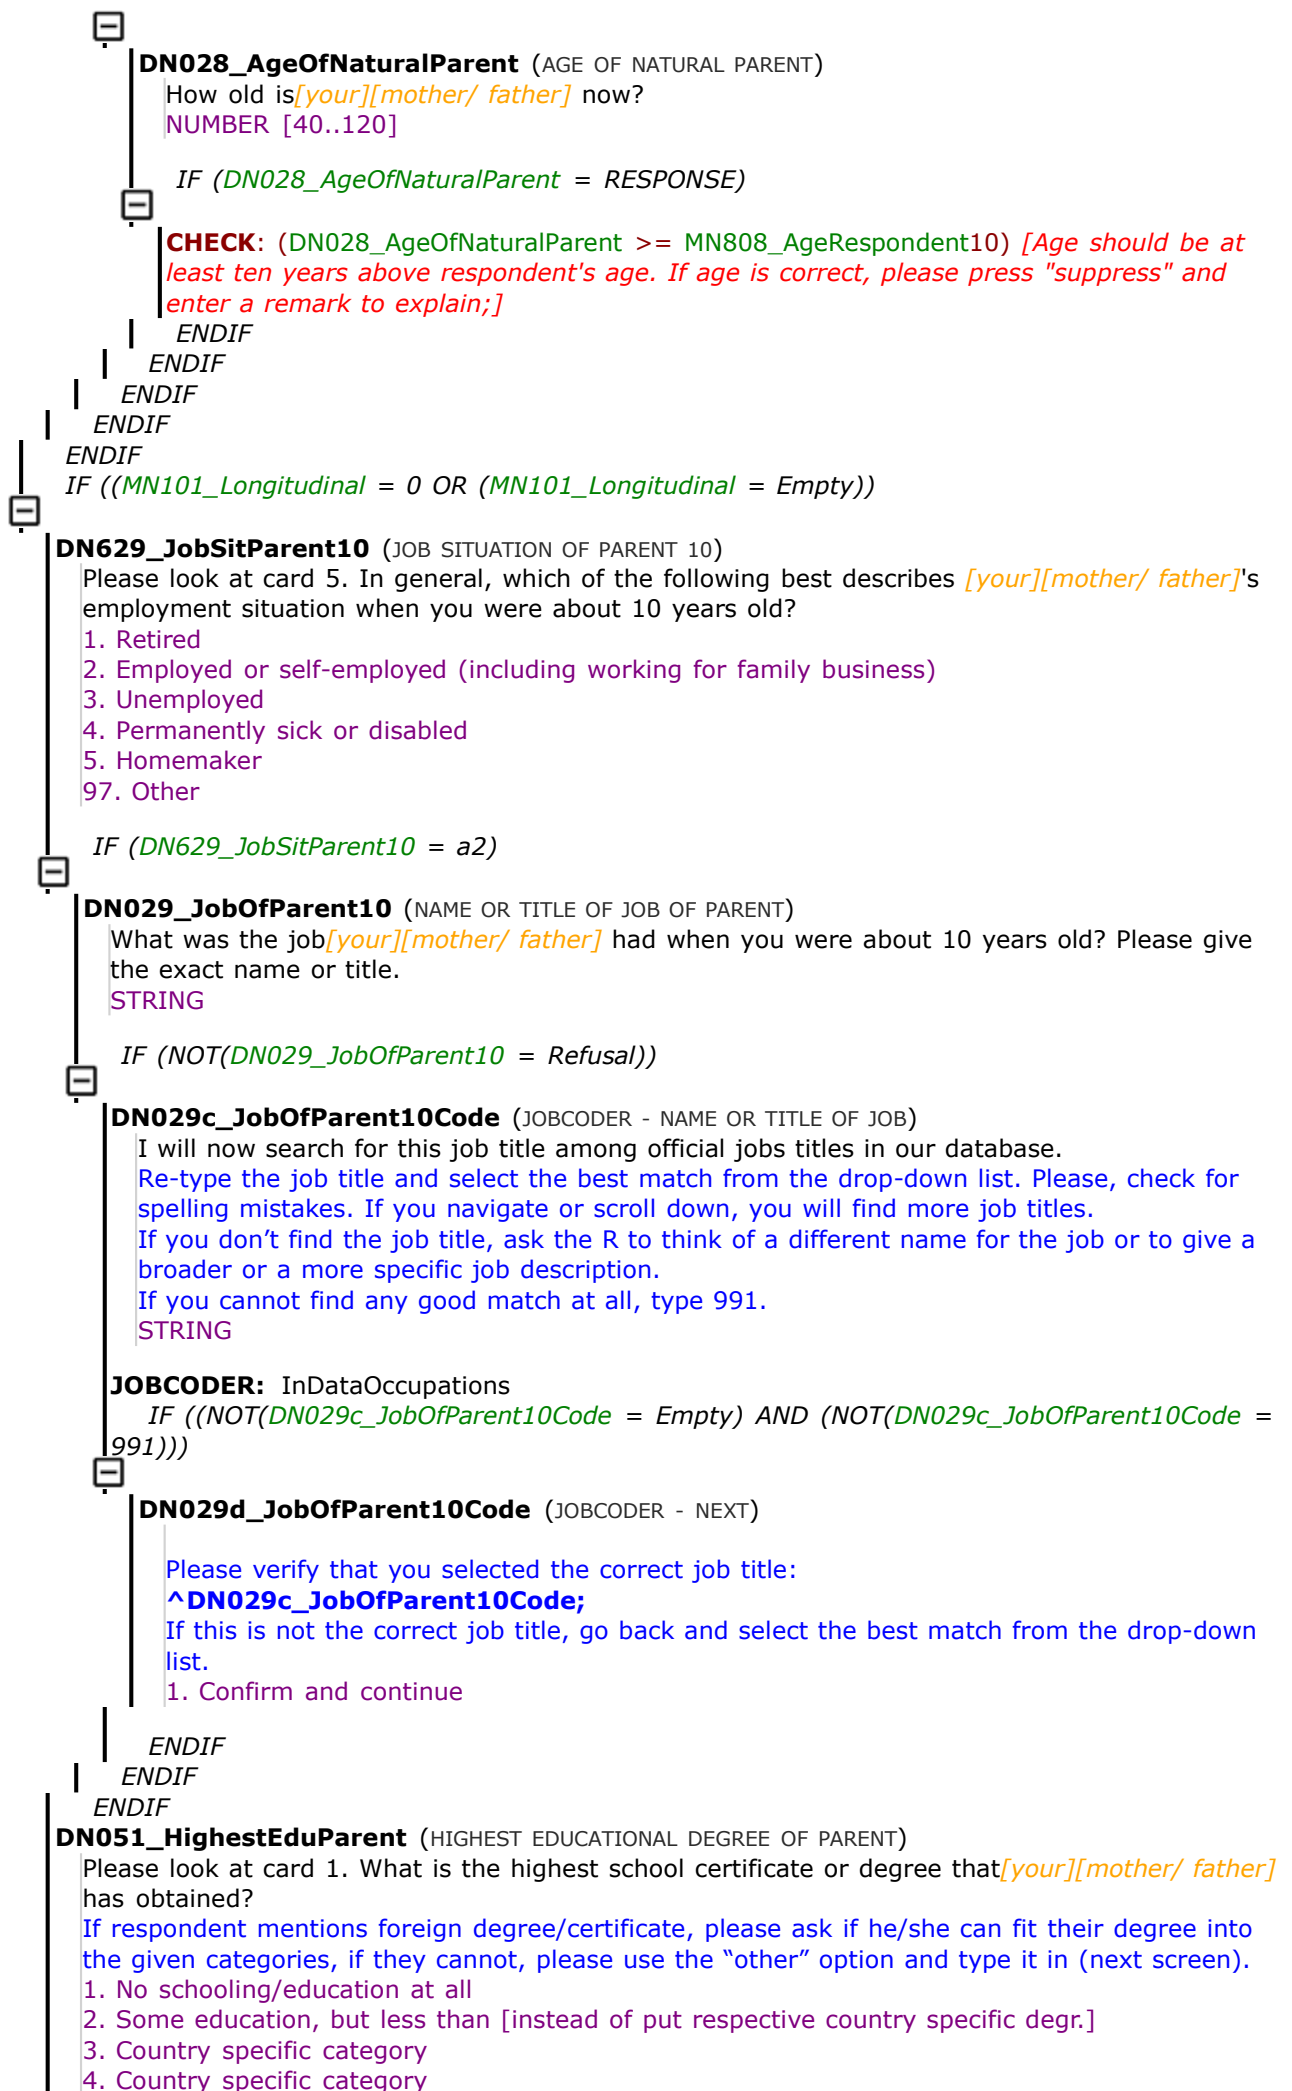 DN028_AgeOfNaturalParent (AGE OF NATURAL PARENT)
How old is[your][mother/ father] now?
NUMBER [40..120]
IF (DN028_AgeOfNaturalParent = RESPONSE)
CHECK: (DN028_AgeOfNaturalParent >= MN808_AgeRespondent10) [Age should be at
least ten years above respondent's age. If age is correct, please press "suppress" and
enter a remark to explain;]
ENDIF
ENDIF
ENDIF
ENDIF
ENDIF
IF ((MN101_Longitudinal = 0 OR (MN101_Longitudinal = Empty))
DN629_JobSitParent10 (JOB SITUATION OF PARENT 10)
Please look at card 5. In general, which of the following best describes [your][mother/ father]'s
employment situation when you were about 10 years old?
1. Retired
2. Employed or self-employed (including working for family business)
3. Unemployed
4. Permanently sick or disabled
5. Homemaker
97. Other
IF (DN629_JobSitParent10 = a2)
DN029_JobOfParent10 (NAME OR TITLE OF JOB OF PARENT)
What was the job[your][mother/ father] had when you were about 10 years old? Please give
the exact name or title.
STRING
IF (NOT(DN029_JobOfParent10 = Refusal))
DN029c_JobOfParent10Code (JOBCODER - NAME OR TITLE OF JOB)
I will now search for this job title among official jobs titles in our database.
Re-type the job title and select the best match from the drop-down list. Please, check for
spelling mistakes. If you navigate or scroll down, you will find more job titles.
If you don’t find the job title, ask the R to think of a different name for the job or to give a
broader or a more specific job description.
If you cannot find any good match at all, type 991.
STRING
JOBCODER: InDataOccupations
IF ((NOT(DN029c_JobOfParent10Code = Empty) AND (NOT(DN029c_JobOfParent10Code =
991)))
DN029d_JobOfParent10Code (JOBCODER - NEXT)
Please verify that you selected the correct job title:
^DN029c_JobOfParent10Code;
If this is not the correct job title, go back and select the best match from the drop-down
list.
1. Confirm and continue
ENDIF
ENDIF
ENDIF
DN051_HighestEduParent (HIGHEST EDUCATIONAL DEGREE OF PARENT)
Please look at card 1. What is the highest school certificate or degree that[your][mother/ father]
has obtained?
If respondent mentions foreign degree/certificate, please ask if he/she can fit their degree into
the given categories, if they cannot, please use the “other” option and type it in (next screen).
1. No schooling/education at all
2. Some education, but less than [instead of put respective country specific degr.]
3. Country specific category
4. Country specific category